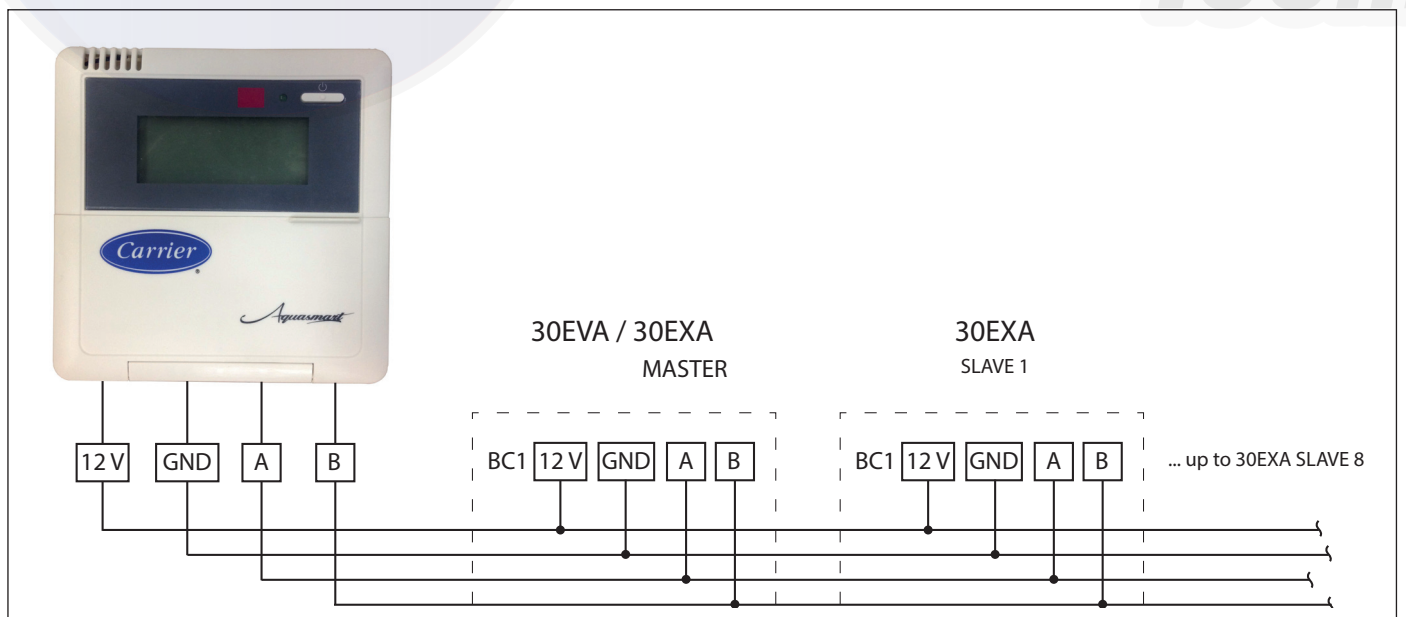 Carrier
Aquasmart
30EVA / 30EXA
MASTER
30EXA
SLAVE 1
12 V GND A B
BC1 12 V GND A B
BC1 12 V GND A B
... up to 30EXA SLAVE 8